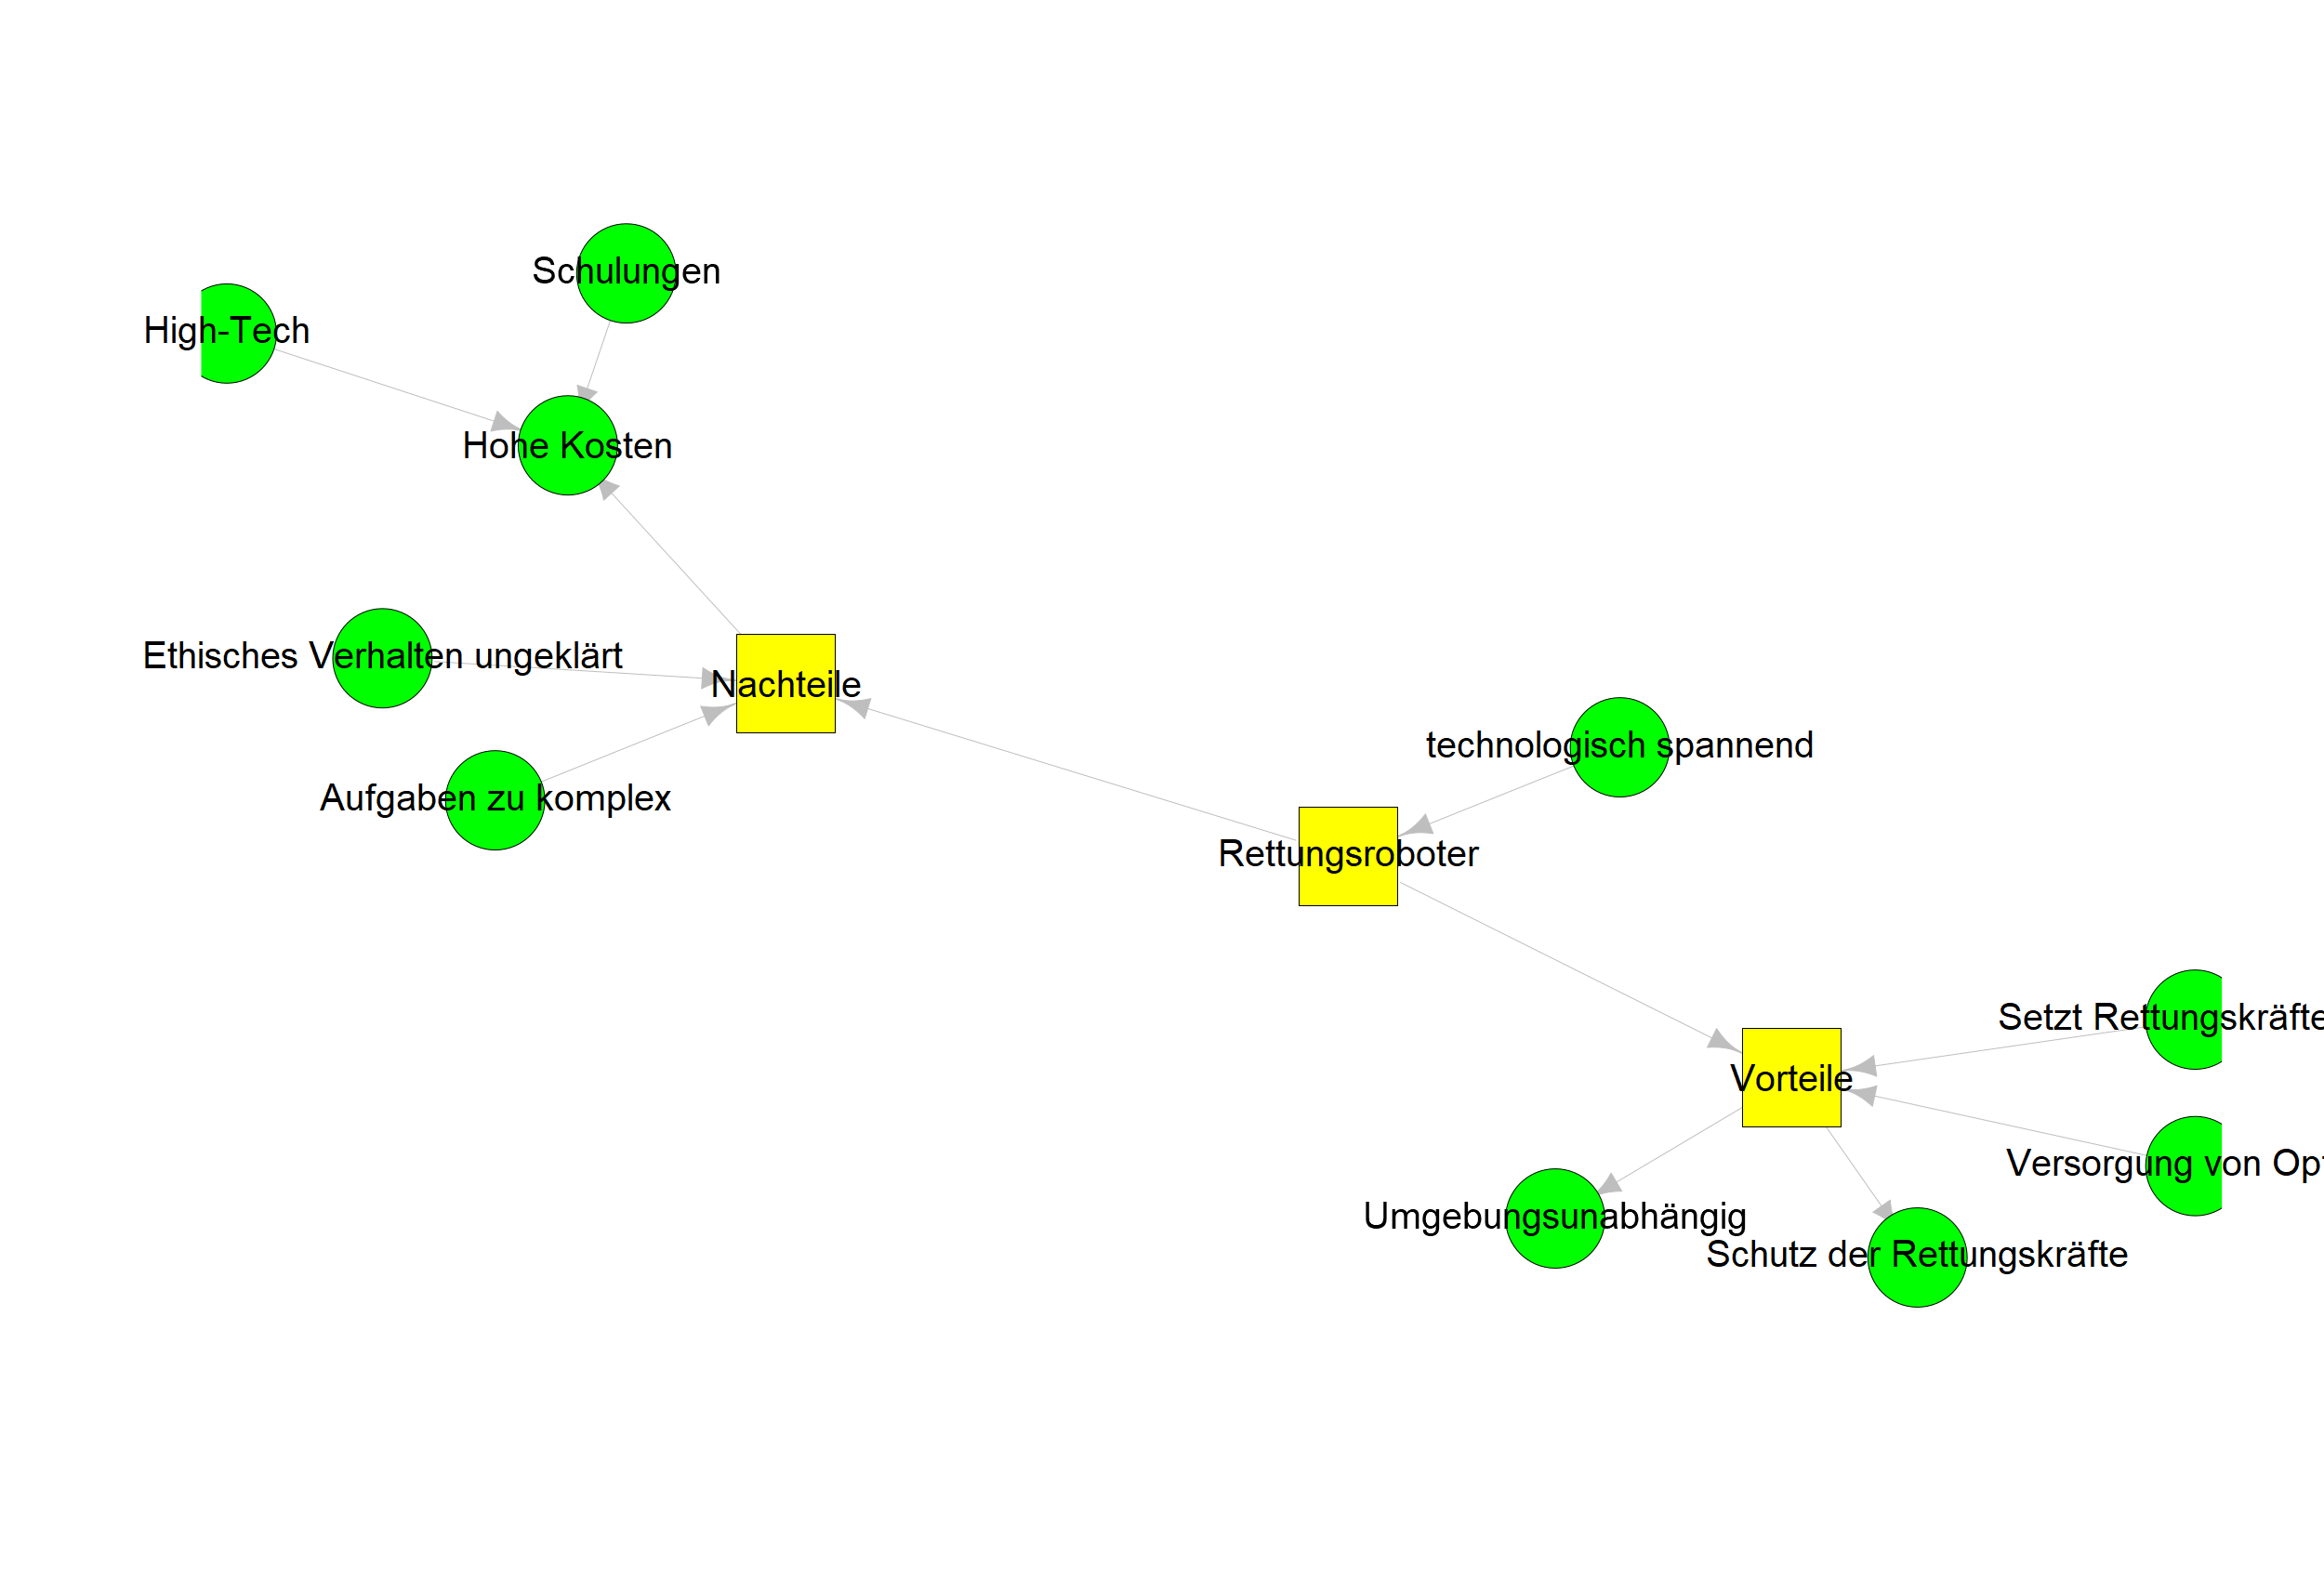 Schulungen
High-Tech
Hohe Kosten
Ethisches Verhalten ungeklärt
Nachteile
technologisch spannend
Aufgaben zu komplex
Rettungsroboter
Setzt Rettungskräfte
Vorteile
Versorgung von
Umgebungsunabhängig
Schutz der Rettungskräfte